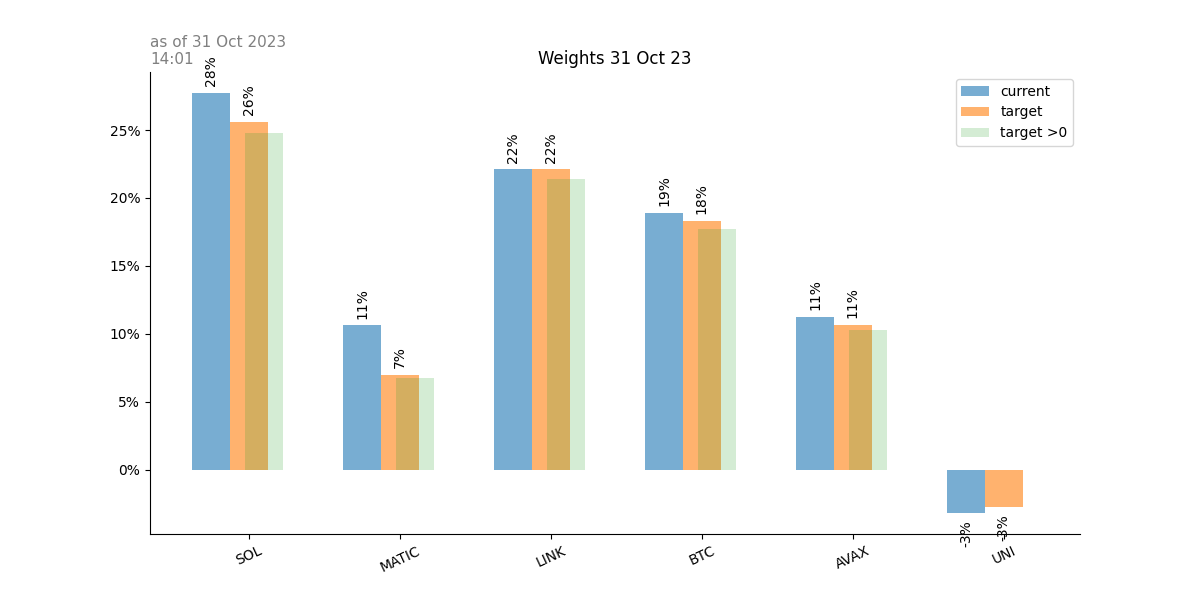 as of 31 Oct 2023
14:01
Weights 31 Oct 23
current
target
target >0
28%
26%
11%
7%
22%
22%
19%
18%
11%
11%
-3%
-3%
25%
20%
15%
10%
5%
0%
SOL
MATIC
LINK
BTC
AVAX
UNI